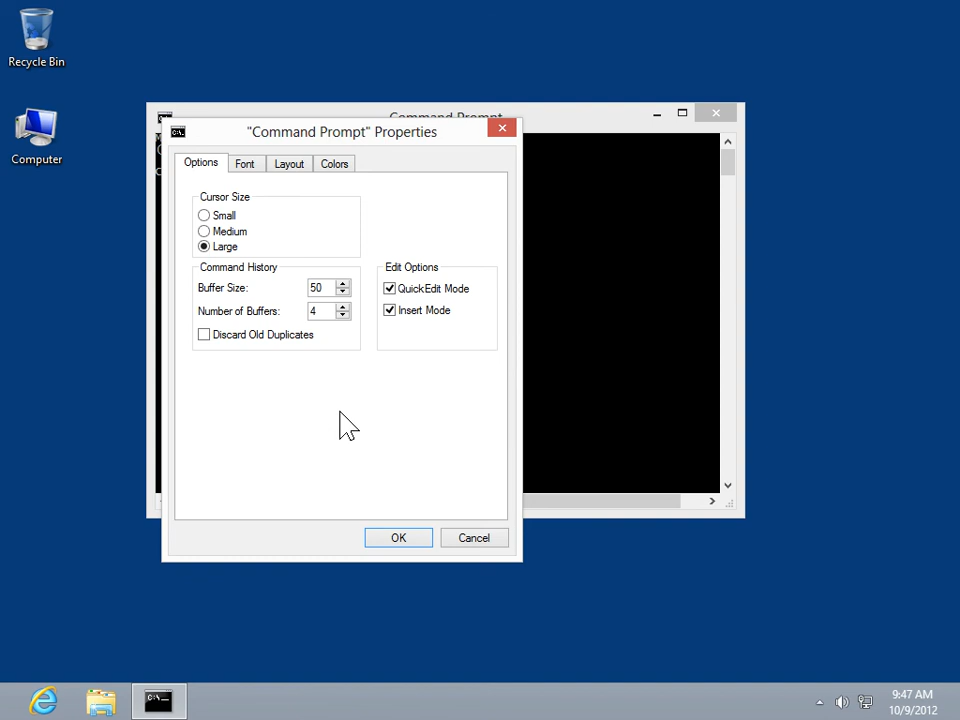 Recycle Bin
Computer
Command Prompt
"Command Prompt" Properties
Options
Font
Layout
Colors
Cursor Size
Small
Medium
Large
Command History
Buffer Size:
50
Number of Buffers:
4
Discard Old Duplicates
Edit Options
QuickEdit Mode
Insert Mode
OK
Cancel
9:47 AM
10/9/2012